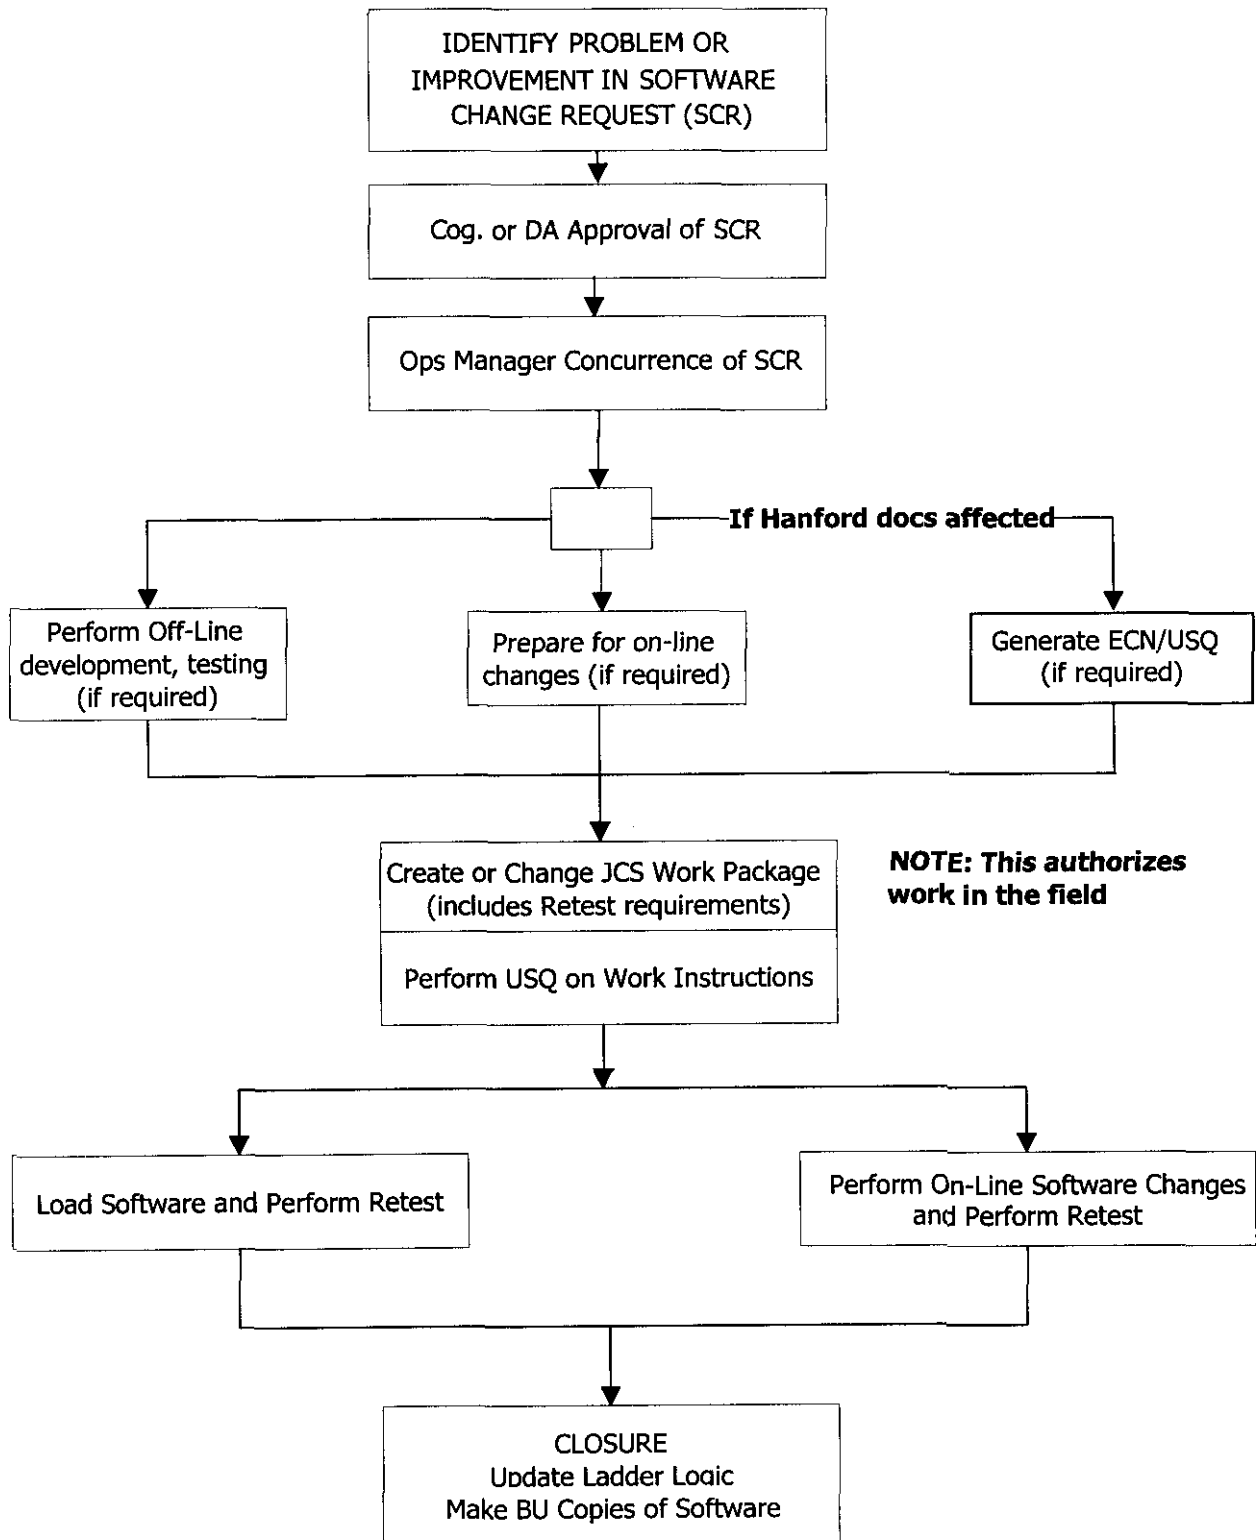 IDENTIFY PROBLEM OR
IMPROVEMENT IN SOFTWARE
CHANGE REQUEST (SCR)
Cog. or DA Approval of SCR
Ops Manager Concurrence of SCR
If Hanford docs affected
Perform Off-Line
development, testing
(if required)
Prepare for on-line
changes (if required)
Generate ECN/USQ
(if required)
Create or Change JCS Work Package
(includes Retest requirements)
NOTE: This authorizes
work in the field
Perform USQ on Work Instructions
Load Software and Perform Retest
Perform On-Line Software Changes
and Perform Retest
CLOSURE
Update Ladder Logic
Make BU Copies of Software